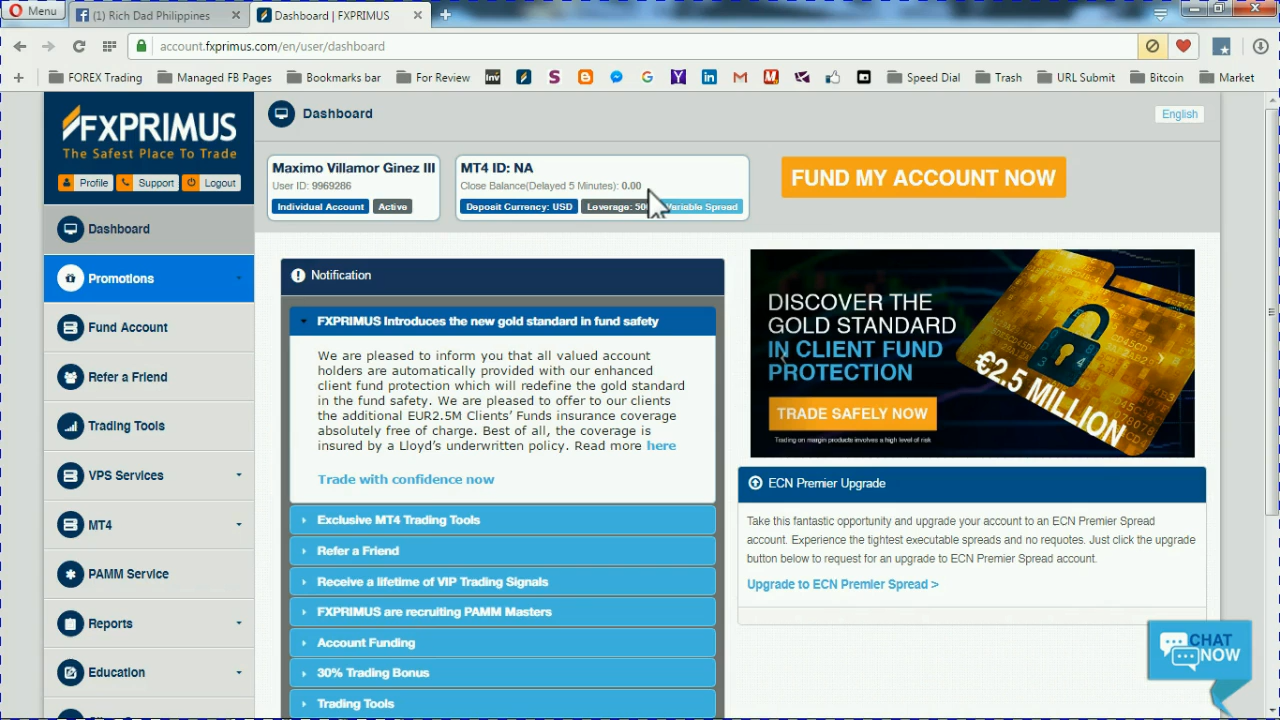 Menu
(1) Rich Dad Philippines
Dashboard | FXPRIMUS
account.fxprimus.com/en/user/dashboard
FOREX Trading
Managed FB Pages
Bookmarks bar
For Review
Inv
Speed Dial
Trash
URL Submit
Bitcoin
Market
FXPRIMUS
The Safest Place To Trade
Profile
Support
Logout
Dashboard
English
Maximo Villamor Ginez III
User ID: 9969286
Individual Account
Active
MT4 ID: NA
Close Balance(Delayed 5 Minutes): 0.00
Deposit Currency: USD
Leverage:
Variable Spread
FUND MY ACCOUNT NOW
Dashboard
Promotions
Fund Account
Refer a Friend
Trading Tools
VPS Services
MT4
PAMM Service
Reports
Education
Notification
FXPRIMUS Introduces the new gold standard in fund safety
We are pleased to inform you that all valued account
holders are automatically provided with our enhanced
client fund protection which will redefine the gold standard
in the fund safety. We are pleased to offer to our clients
the additional EUR2.5M Clients' Funds insurance coverage
absolutely free of charge. Best of all, the coverage is
insured by a Lloyd's underwritten policy. Read more here
Trade with confidence now
Exclusive MT4 Trading Tools
Refer a Friend
Receive a lifetime of VIP Trading Signals
FXPRIMUS are recruiting PAMM Masters
Account Funding
30% Trading Bonus
Trading Tools
DISCOVER THE
GOLD STANDARD
IN CLIENT FUND
PROTECTION
TRADE SAFELY NOW
Trading on margin products involves a high level of risk
€2.5 MILLION
ECN Premier Upgrade
Take this fantastic opportunity and upgrade your account to an ECN Premier Spread
account. Experience the tightest executable spreads and no requotes. Just click the upgrade
button below to request for an upgrade to ECN Premier Spread account.
Upgrade to ECN Premier Spread >
CHAT
NOW